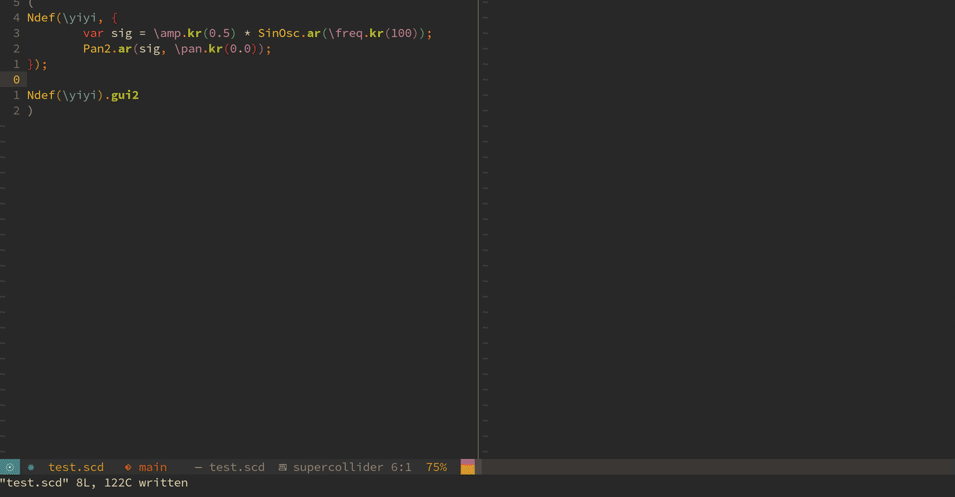 5 (
4 Ndef(\yiyi, {
3 var sig = \amp.kr(0.5) * SinOsc.ar(\freq.kr(100));
2 Pan2.ar(sig, \pan.kr(0.0));
1 });
0
1 Ndef(\yiyi).gui2
2 )
test.scd main — test.scd supercollider 6:1 75%
"test.scd" 8L, 122C written